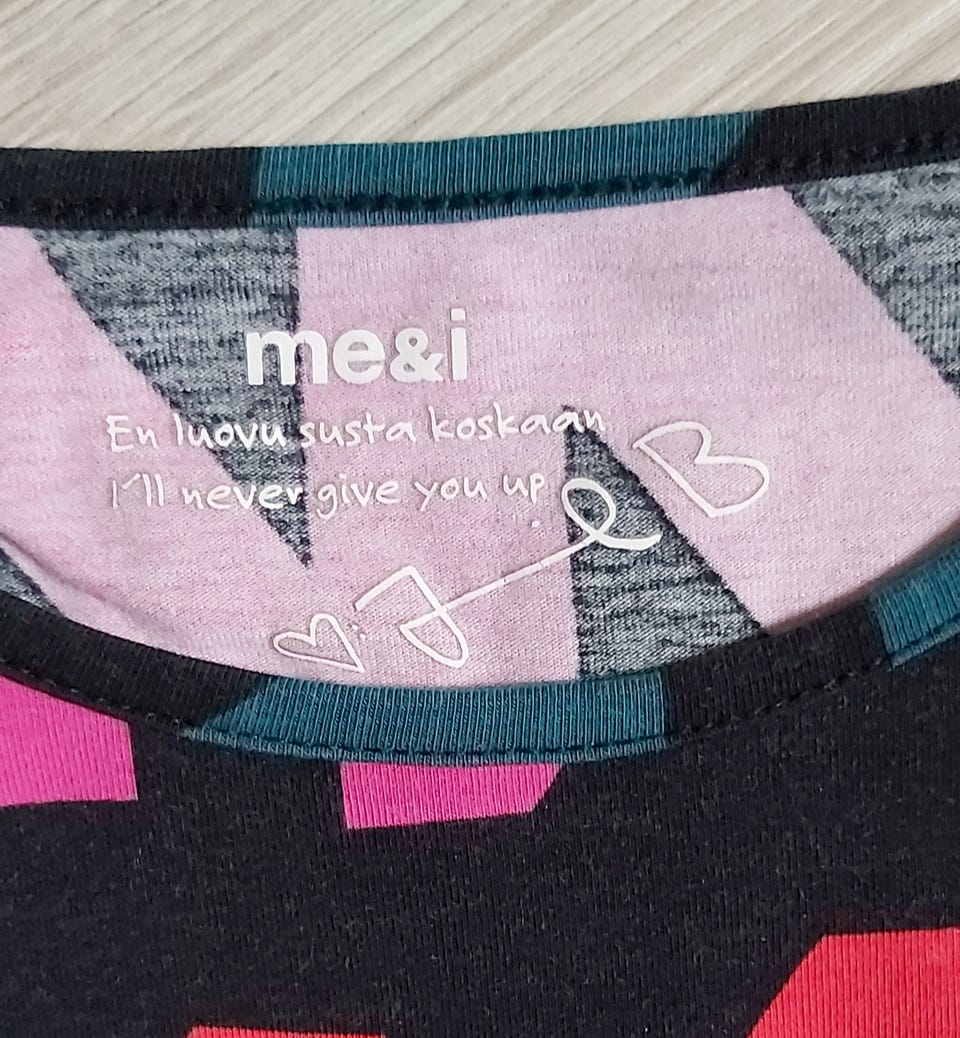 me&i
En luovu susta koskaan
I'll never give you up